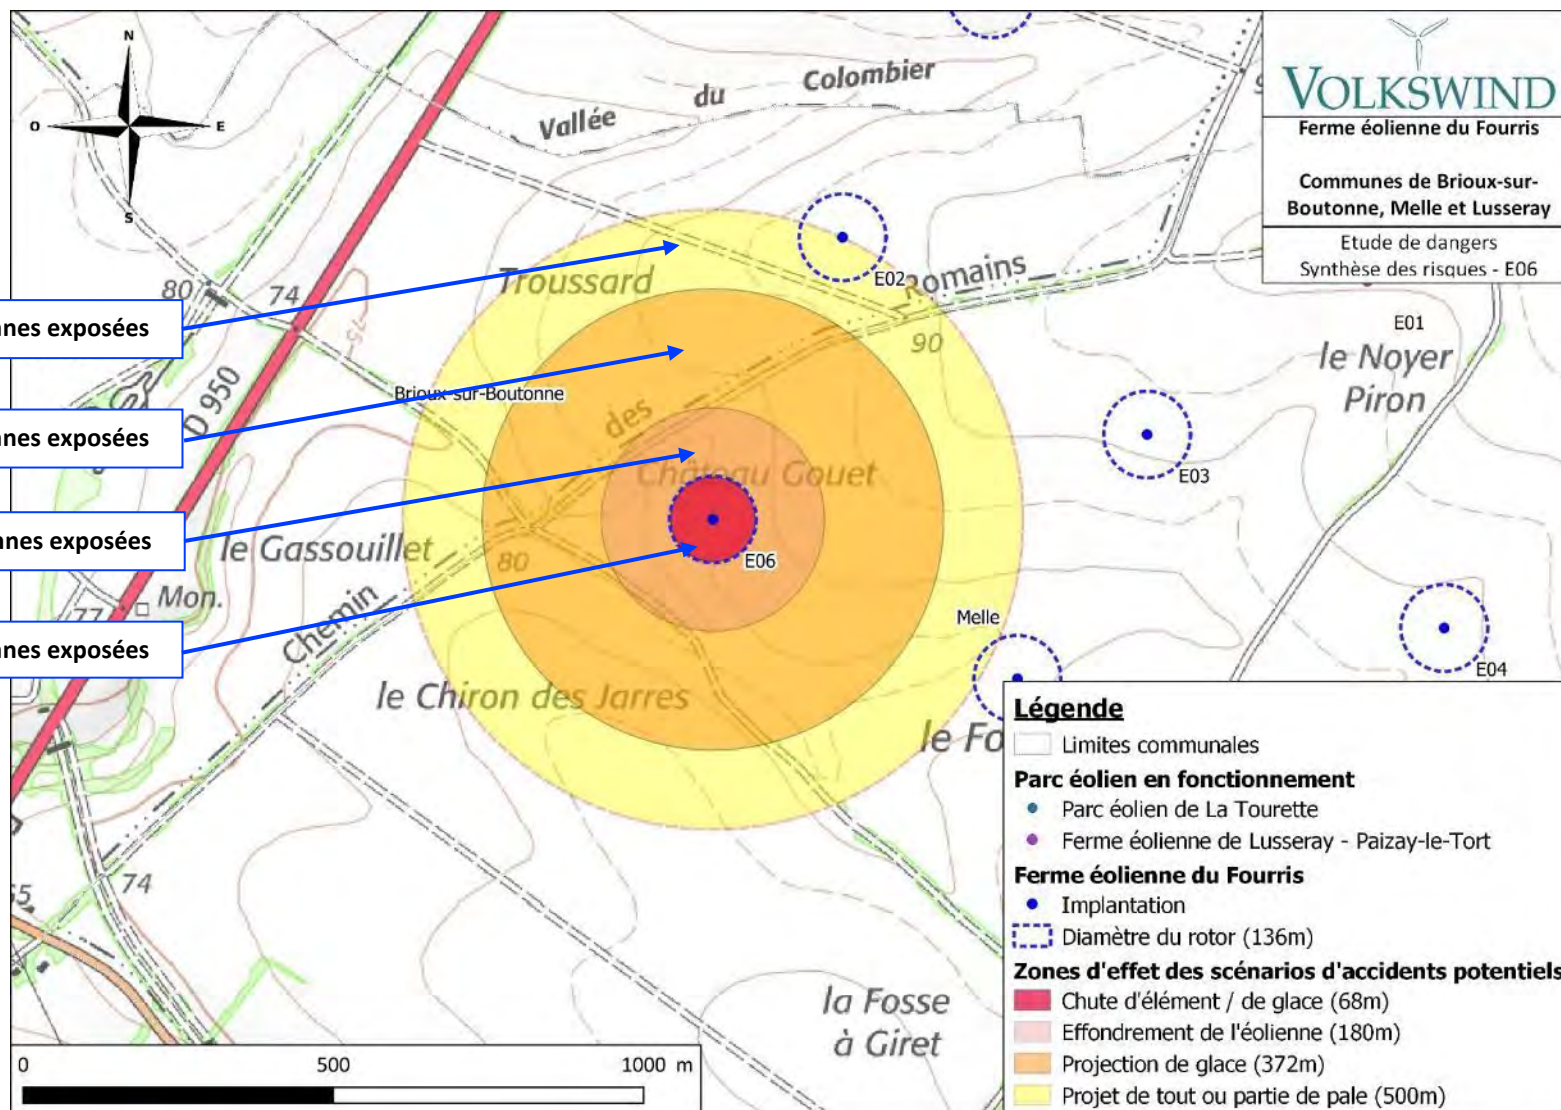 N
O
E
S
VOLKSWIND
Ferme éolienne du Fourris
Communes de Brioux-sur-
Boutonne, Melle et Lusseray
Etude de dangers
Synthèse des risques - E06
Vallée du Colombier
Troussard
E02
Romains
80
74
75
nnes exposées
E01
90
le Noyer
Piron
D 950
Brioux-sur-Boutonne
des
nnes exposées
Château Gouet
E03
nnes exposées
le Gassouillet
80
E06
Mon.
77
Chemin
nnes exposées
Melle
E04
le Chiron des Jarres
le Fo
74
la Fosse
à Giret
Légende
Limites communales
Parc éolien en fonctionnement
Parc éolien de La Tourette
Ferme éolienne de Lusseray - Paizay-le-Tort
Ferme éolienne du Fourris
Implantation
Diamètre du rotor (136m)
Zones d'effet des scénarios d'accidents potentiels
Chute d'élément / de glace (68m)
Effondrement de l'éolienne (180m)
Projection de glace (372m)
Projet de tout ou partie de pale (500m)
0 500 1000 m